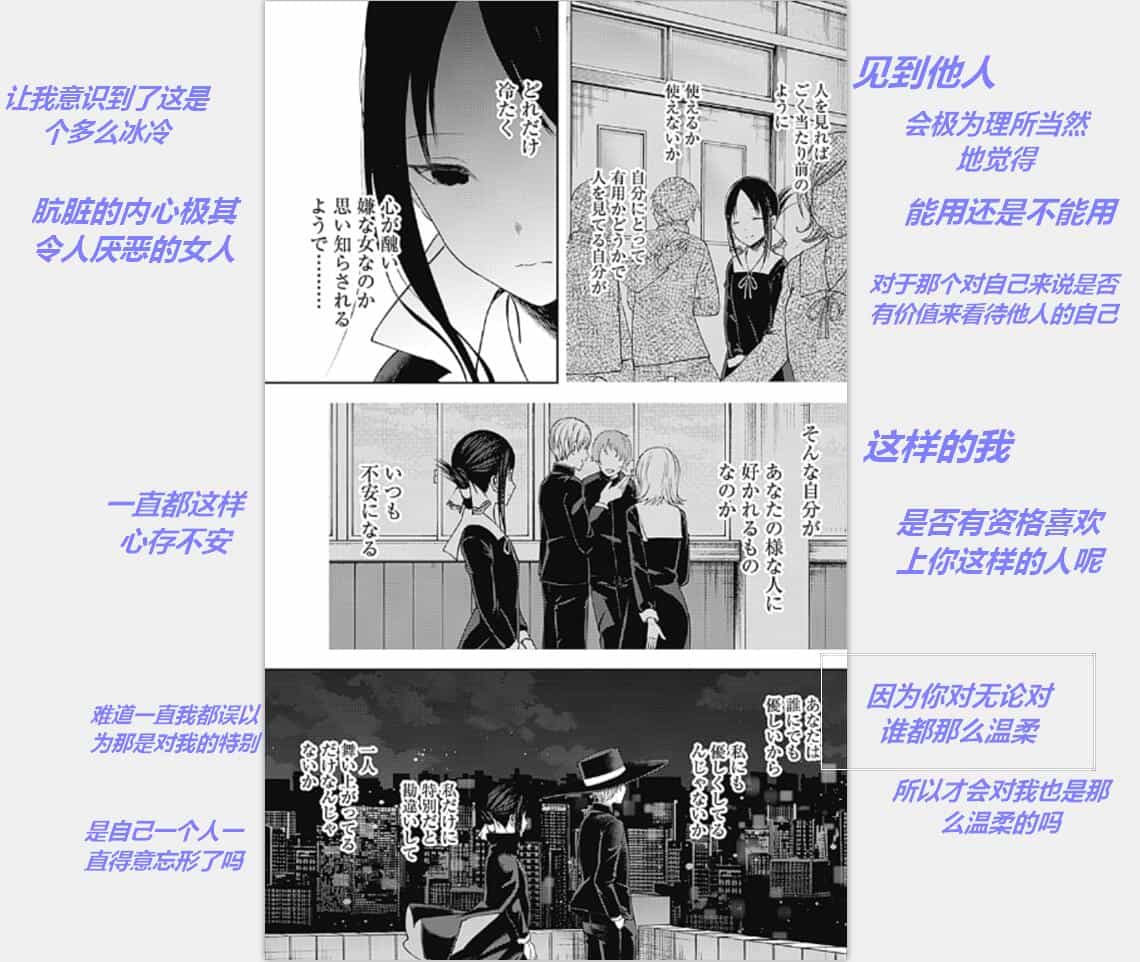 见到他人
会极为理所当然
地觉得
能用还是不能用
对于那个对自己来说是否
有价值来看待他人的自己
人を見れば
ごく当たり前の
ように
使えるか
使えないか
自分にとって
有用かどうかで
人を見てる自分が
どれだけ
冷たく
心が醜い
嫌な女なのか
思い知らされる
ようで………
让我意识到了这是
个多么冰冷
肮脏的内心极其
令人厌恶的女人
这样的我
是否有资格喜欢
上你这样的人呢
そんな自分が
あなたの様な人に
好かれるもの
なのか
いつも
不安になる
一直都这样
心存不安
因为你对无论对
谁都那么温柔
所以才会对我也是那
么温柔的吗
あなたは
誰にでも
優しいから
私にも
優しくしてる
んじゃないか
私だけに
特別だと
勘違いして
一人
舞い上がってる
だけなんじゃ
ないか
难道一直我都误以
为那是对我的特别
是自己一个人一
直得意忘形了吗